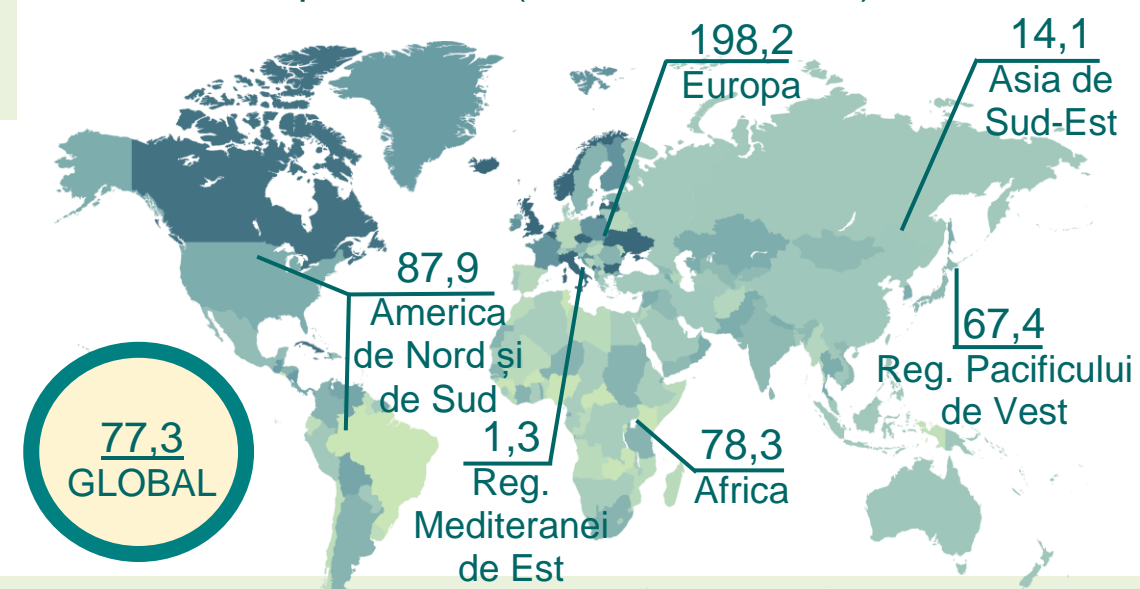 198,2
Europa
14,1
Asia de
Sud-Est
87,9
America
de Nord și
de Sud
67,4
Reg. Pacificului
de Vest
77,3
GLOBAL
1,3
Reg.
Mediteranei
de Est
78,3
Africa